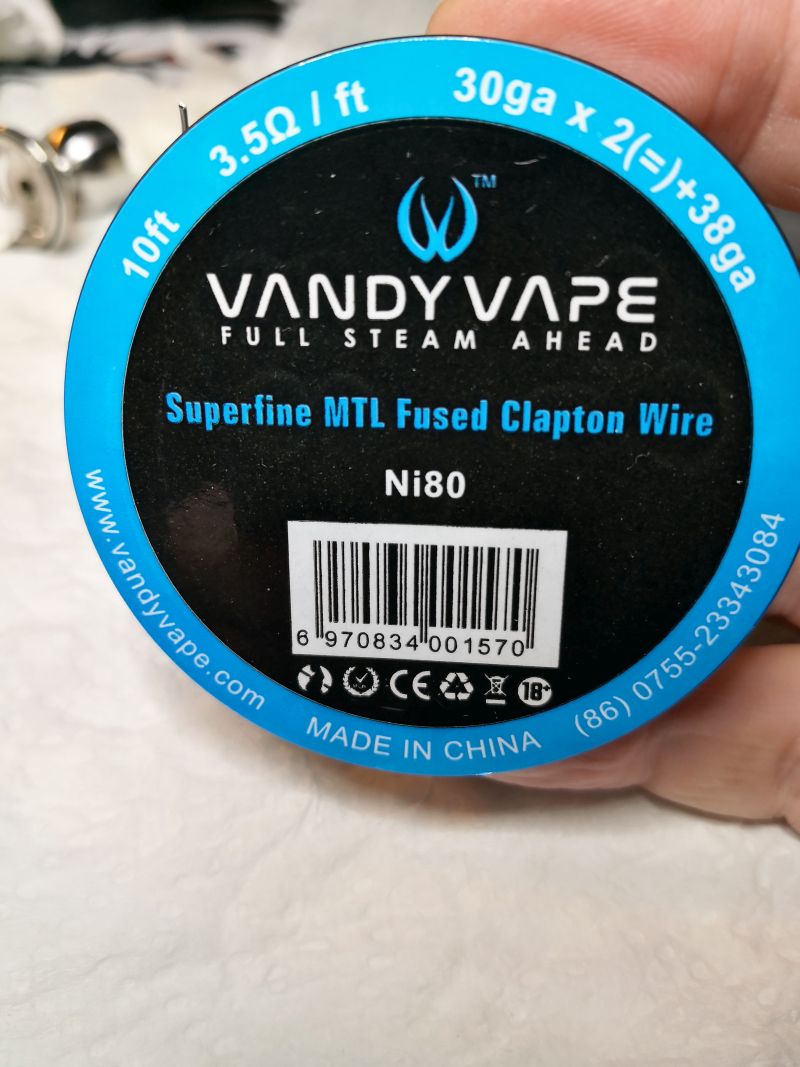 10ft 3.5Ω / ft 30ga x 2(=)+38ga
TM
VANDY VAPE
FULL STEAM AHEAD
Superfine MTL Fused Clapton Wire
Ni80
6 970834 001570
CE 18+
www.vandyvape.com
MADE IN CHINA
(86) 0755-23343084